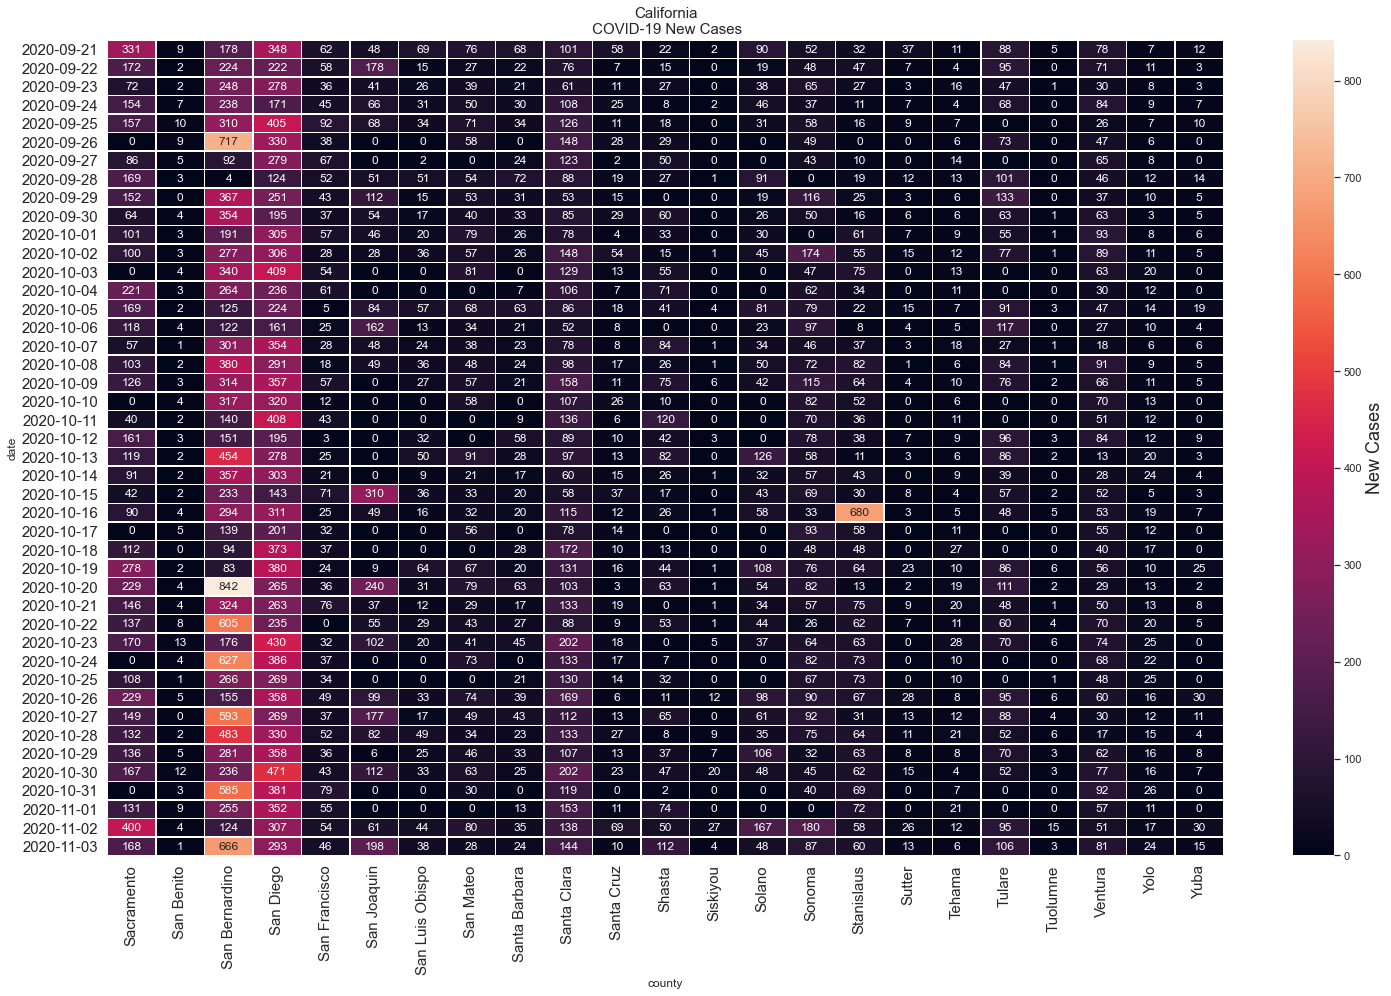 California
COVID-19 New Cases
2020-09-21 331 9 178 348 62 48 69 76 68 101 58 22 2 90 52 32 37 11 88 5 78 7 12
2020-09-22 172 2 224 222 58 178 15 27 22 76 7 15 0 19 48 47 7 4 95 0 71 11 3
2020-09-23 72 2 248 278 36 41 26 39 21 61 11 27 0 38 65 27 3 16 47 1 30 8 3
2020-09-24 154 7 238 171 45 66 31 50 30 108 25 8 2 46 37 11 7 4 68 0 84 9 7
2020-09-25 157 10 310 405 92 68 34 71 34 126 11 18 0 31 58 16 9 7 0 0 26 7 10
2020-09-26 0 9 717 330 38 0 0 58 0 148 28 29 0 0 49 0 0 0 73 0 47 6 0
2020-09-27 86 5 92 279 67 0 2 0 24 123 2 50 0 0 43 10 0 14 0 0 65 8 0
2020-09-28 169 3 4 124 52 51 51 54 72 88 19 27 1 91 0 19 12 13 101 0 46 12 14
2020-09-29 152 0 367 251 43 112 15 53 31 53 15 0 0 19 116 25 3 6 133 0 37 10 5
2020-09-30 64 4 354 195 37 54 17 40 33 85 29 60 0 26 50 16 6 6 63 1 63 3 5
2020-10-01 101 3 191 305 57 46 20 79 26 78 4 33 0 30 0 61 7 9 55 1 93 8 6
2020-10-02 100 3 277 306 28 28 36 57 26 148 54 15 1 45 174 55 15 12 77 1 89 11 5
2020-10-03 0 4 340 409 54 0 0 81 0 129 13 55 0 0 47 75 0 13 0 0 63 20 0
2020-10-04 221 3 264 236 61 0 0 0 7 106 7 71 0 0 62 34 0 11 0 0 30 12 0
2020-10-05 169 2 125 224 5 84 57 68 63 86 18 41 4 81 79 22 15 7 91 3 47 14 19
2020-10-06 118 4 122 161 25 162 13 34 21 52 8 0 0 23 97 8 4 5 117 0 27 10 4
2020-10-07 57 1 301 354 28 48 24 38 23 78 8 84 1 34 46 37 3 18 27 1 18 6 6
2020-10-08 103 2 380 291 18 49 36 48 24 98 17 26 1 50 72 82 1 6 84 1 91 9 5
2020-10-09 126 3 314 357 57 0 27 57 21 158 11 75 6 42 115 64 4 10 76 2 66 11 5
2020-10-10 0 4 317 320 12 0 0 58 0 107 26 10 0 0 82 52 0 6 0 0 70 13 0
2020-10-11 40 2 140 408 43 0 0 0 9 136 6 120 0 0 70 36 0 11 0 0 51 12 0
2020-10-12 161 3 151 195 3 0 32 0 58 89 10 42 3 0 78 38 7 9 96 3 84 12 9
2020-10-13 119 2 454 278 25 0 50 91 28 97 13 82 0 126 58 11 3 6 86 2 13 20 3
2020-10-14 91 2 357 303 21 0 9 21 17 60 15 26 1 32 57 43 0 9 39 0 28 24 4
2020-10-15 42 2 233 143 71 310 36 33 20 58 37 17 0 43 69 30 8 4 57 2 52 5 3
2020-10-16 90 4 294 311 25 49 16 32 20 115 12 26 1 58 33 680 3 5 48 5 53 19 7
2020-10-17 0 5 139 201 32 0 0 56 0 78 14 0 0 0 93 58 0 11 0 0 55 12 0
2020-10-18 112 0 94 373 37 0 0 0 28 172 10 13 0 0 48 48 0 27 0 0 40 17 0
2020-10-19 278 2 83 380 24 9 64 67 20 131 16 44 1 108 76 64 23 10 86 6 56 10 25
2020-10-20 229 4 842 265 36 240 31 79 63 103 3 63 1 54 82 13 2 19 111 2 29 13 2
2020-10-21 146 4 324 263 76 37 12 29 17 133 19 0 1 34 57 75 9 20 48 1 50 13 8
2020-10-22 137 8 605 235 0 55 29 43 27 88 9 53 1 44 26 62 7 11 60 4 70 20 5
2020-10-23 170 13 176 430 32 102 20 41 45 202 18 0 5 37 64 63 0 28 70 6 74 25 0
2020-10-24 0 4 627 386 37 0 0 73 0 133 17 7 0 0 82 73 0 10 0 0 68 22 0
2020-10-25 108 1 266 269 34 0 0 0 21 130 14 32 0 0 67 73 0 10 0 1 48 25 0
2020-10-26 229 5 155 358 49 99 33 74 39 169 6 11 12 98 90 67 28 8 95 6 60 16 30
2020-10-27 149 0 593 269 37 177 17 49 43 112 13 65 0 61 92 31 13 12 88 4 30 12 11
2020-10-28 132 2 483 330 52 82 49 34 23 133 27 8 9 35 75 64 11 21 52 6 17 15 4
2020-10-29 136 5 281 358 36 6 25 46 33 107 13 37 7 106 32 63 8 8 70 3 62 16 8
2020-10-30 167 12 236 471 43 112 33 63 25 202 23 47 20 48 45 62 15 4 52 3 77 16 7
2020-10-31 0 3 585 381 79 0 0 30 0 119 0 2 0 0 40 69 0 7 0 0 92 26 0
2020-11-01 131 9 255 352 55 0 0 0 13 153 11 74 0 0 0 72 0 21 0 0 57 11 0
2020-11-02 400 4 124 307 54 61 44 80 35 138 69 50 27 167 180 58 26 12 95 15 51 17 30
2020-11-03 168 1 666 293 46 198 38 28 24 144 10 112 4 48 87 60 13 6 106 3 81 24 15
date
Sacramento
San Benito
San Bernardino
San Diego
San Francisco
San Joaquin
San Luis Obispo
San Mateo
Santa Barbara
Santa Clara
Santa Cruz
Shasta
Siskiyou
Solano
Sonoma
Stanislaus
Sutter
Tehama
Tulare
Tuolumne
Ventura
Yolo
Yuba
county
800
700
600
500
400
300
200
100
0
New Cases